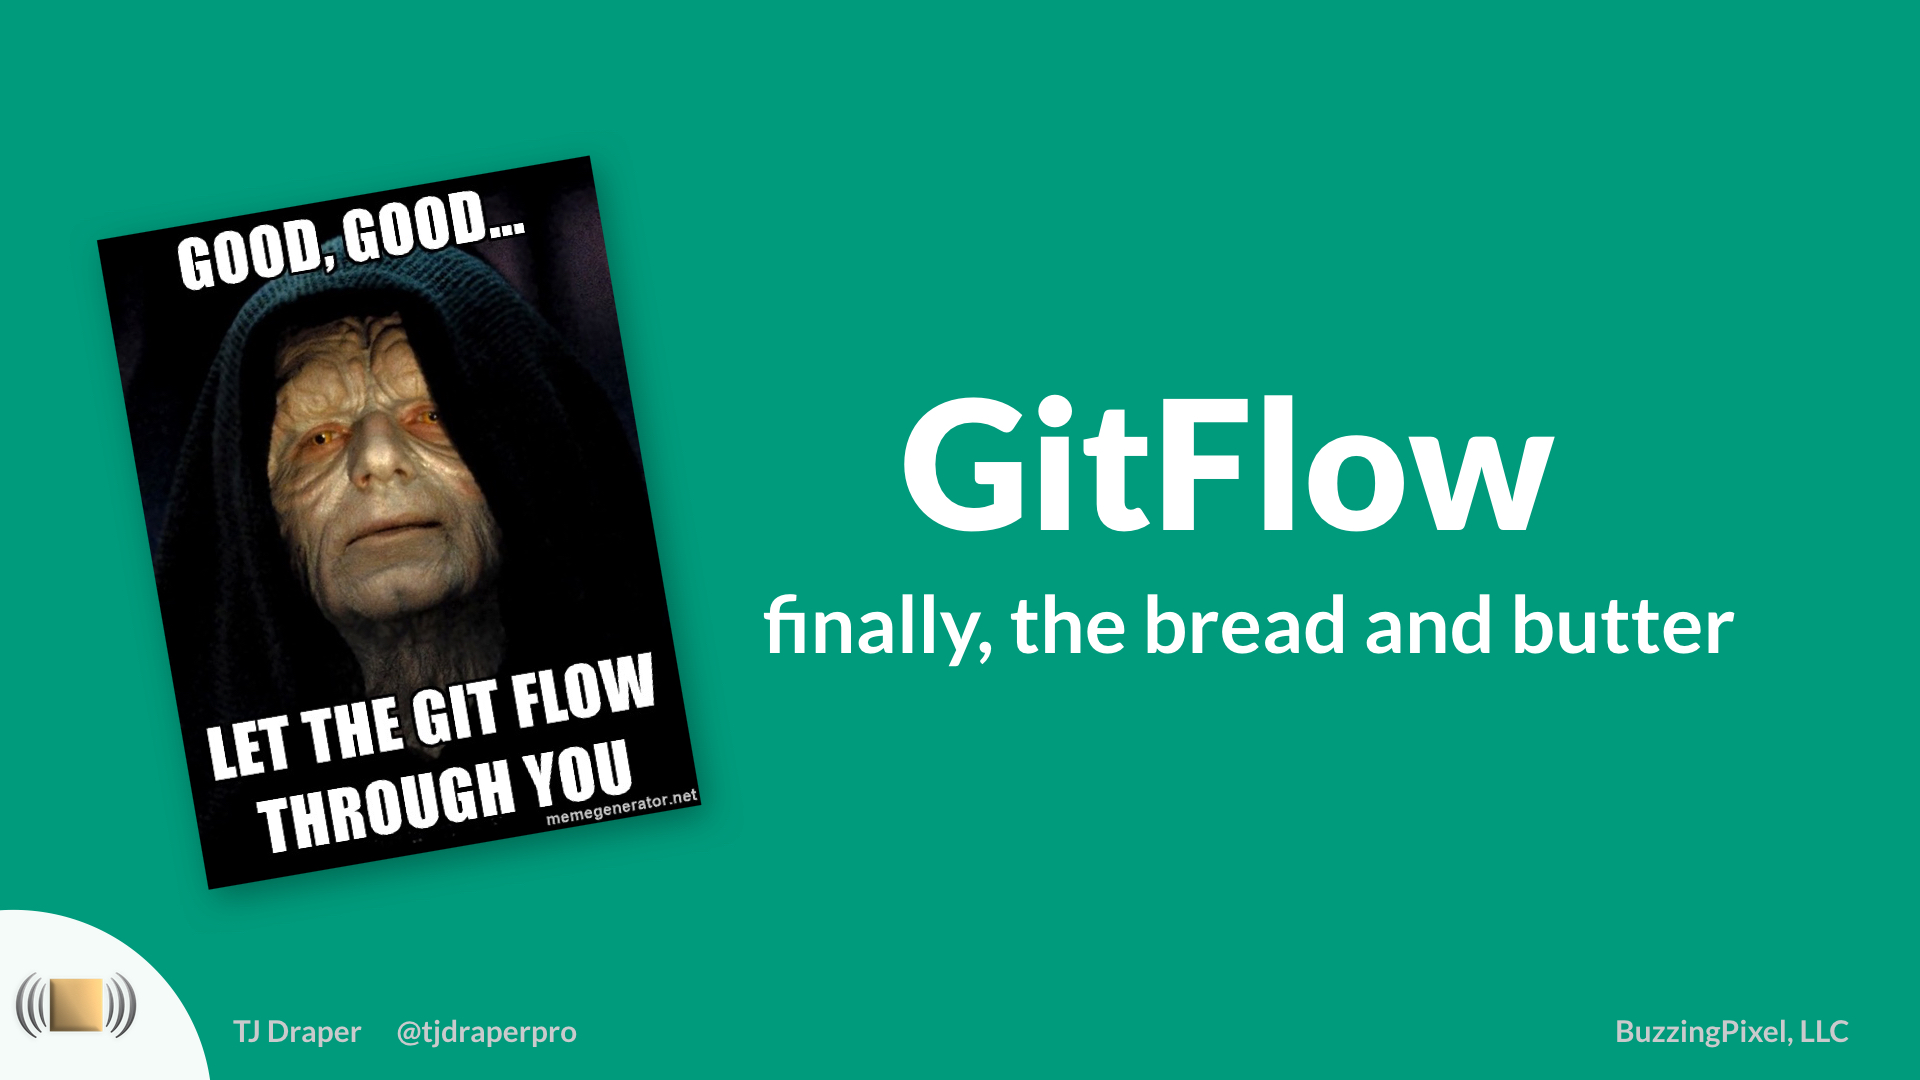 GOOD, GOOD...
LET THE GIT FLOW
THROUGH YOU
memegenerator.net
GitFlow
finally, the bread and butter
TJ Draper @tjdraperpro
BuzzingPixel, LLC